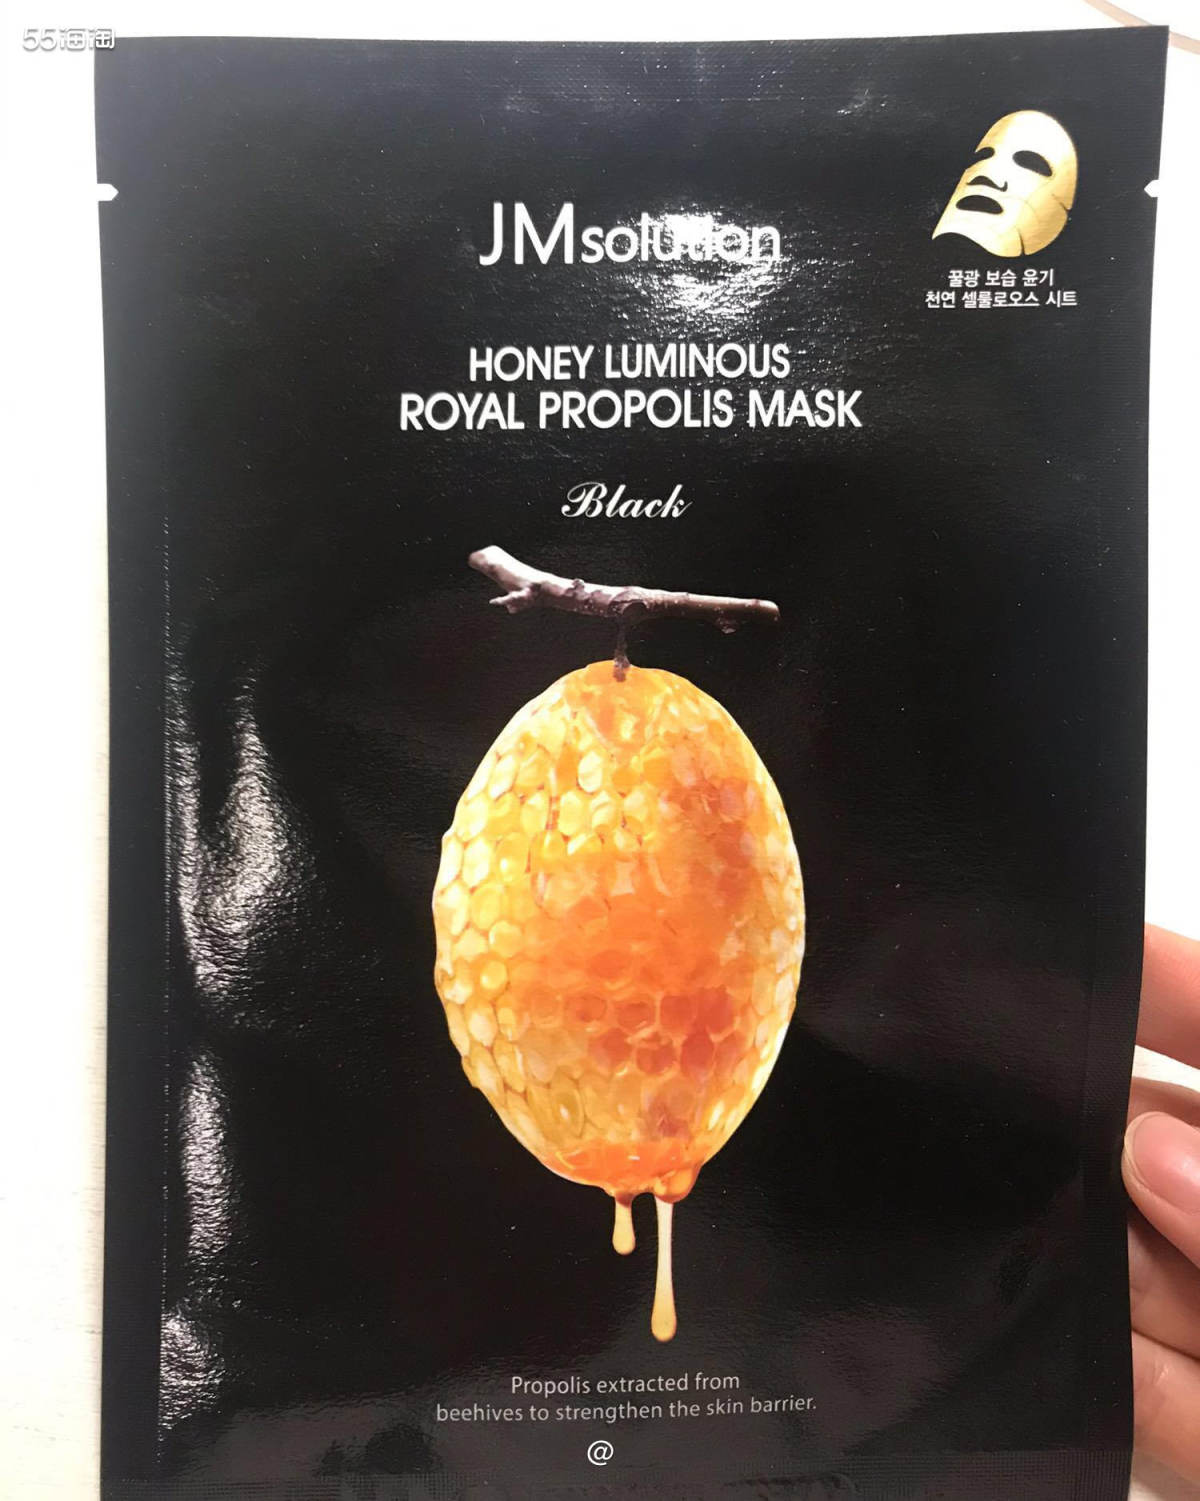 55海淘
JMsolution
꿀광 보습 윤기
천연 셀룰로오스 시트
HONEY LUMINOUS
ROYAL PROPOLIS MASK
Black
Propolis extracted from
beehives to strengthen the skin barrier.
@